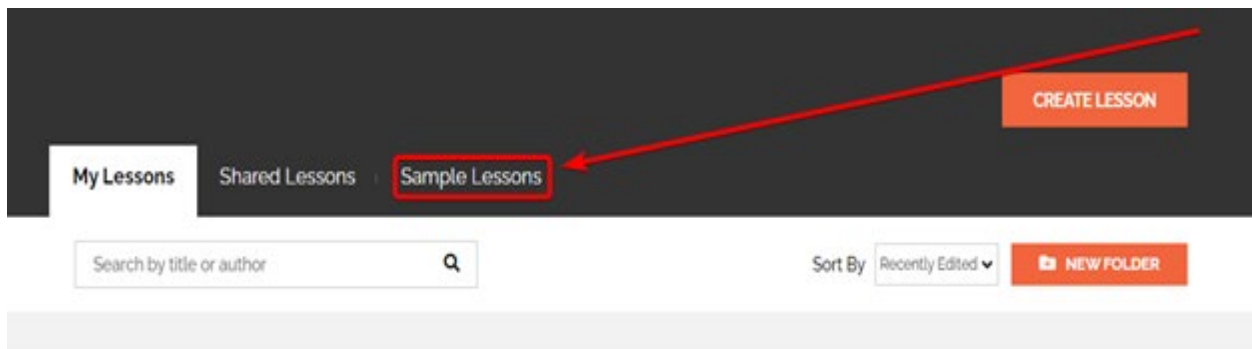 CREATE LESSON
My Lessons Shared Lessons Sample Lessons
Search by title or author Sort By Recently Edited NEW FOLDER